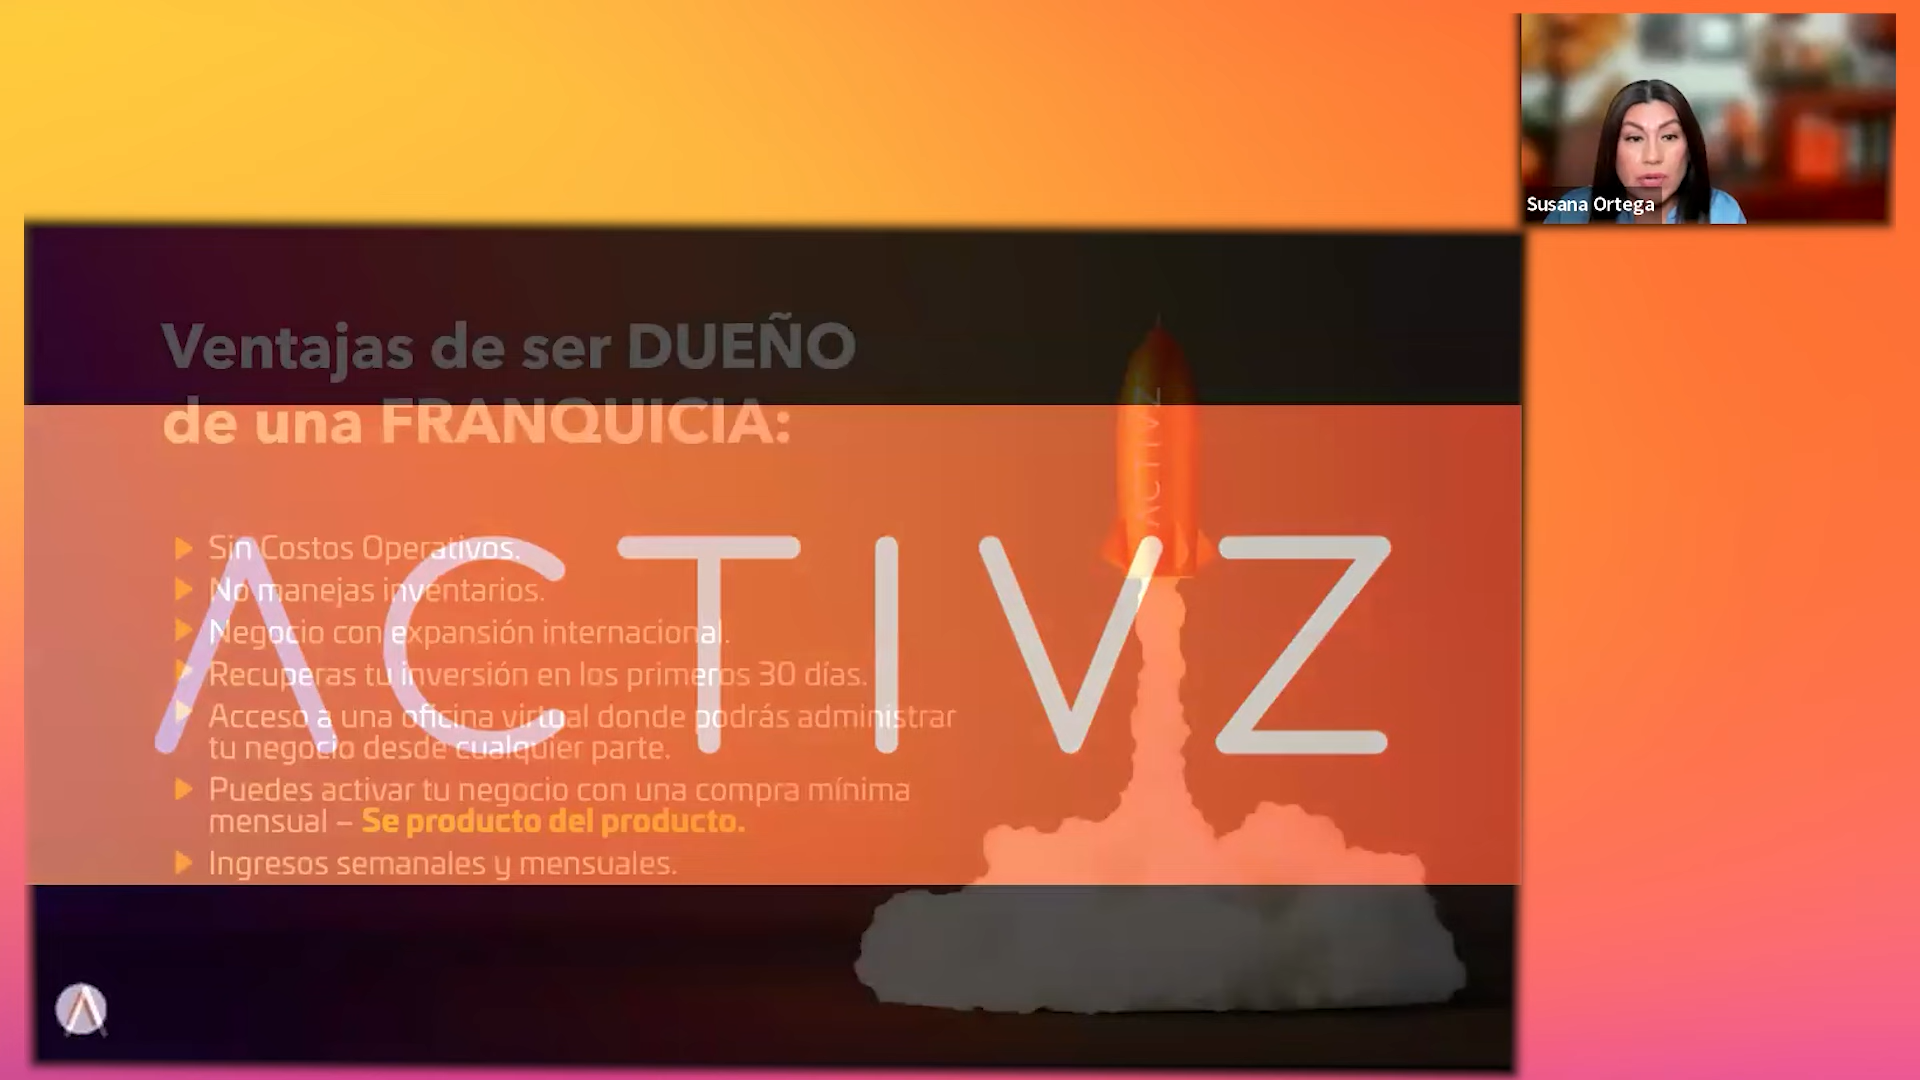 Susana Ortega
Ventajas de ser DUEÑO
de una FRANQUICIA:
ACTIVZ
ACTIVZ
Sin Costos Operativos.
No manejas inventarios.
Negocio con expansión internacional.
Recuperas tu inversión en los primeros 30 días.
Acceso a una oficina virtual donde podrás administrar
tu negocio desde cualquier parte.
Puedes activar tu negocio con una compra mínima
mensual – Se producto del producto.
Ingresos semanales y mensuales.